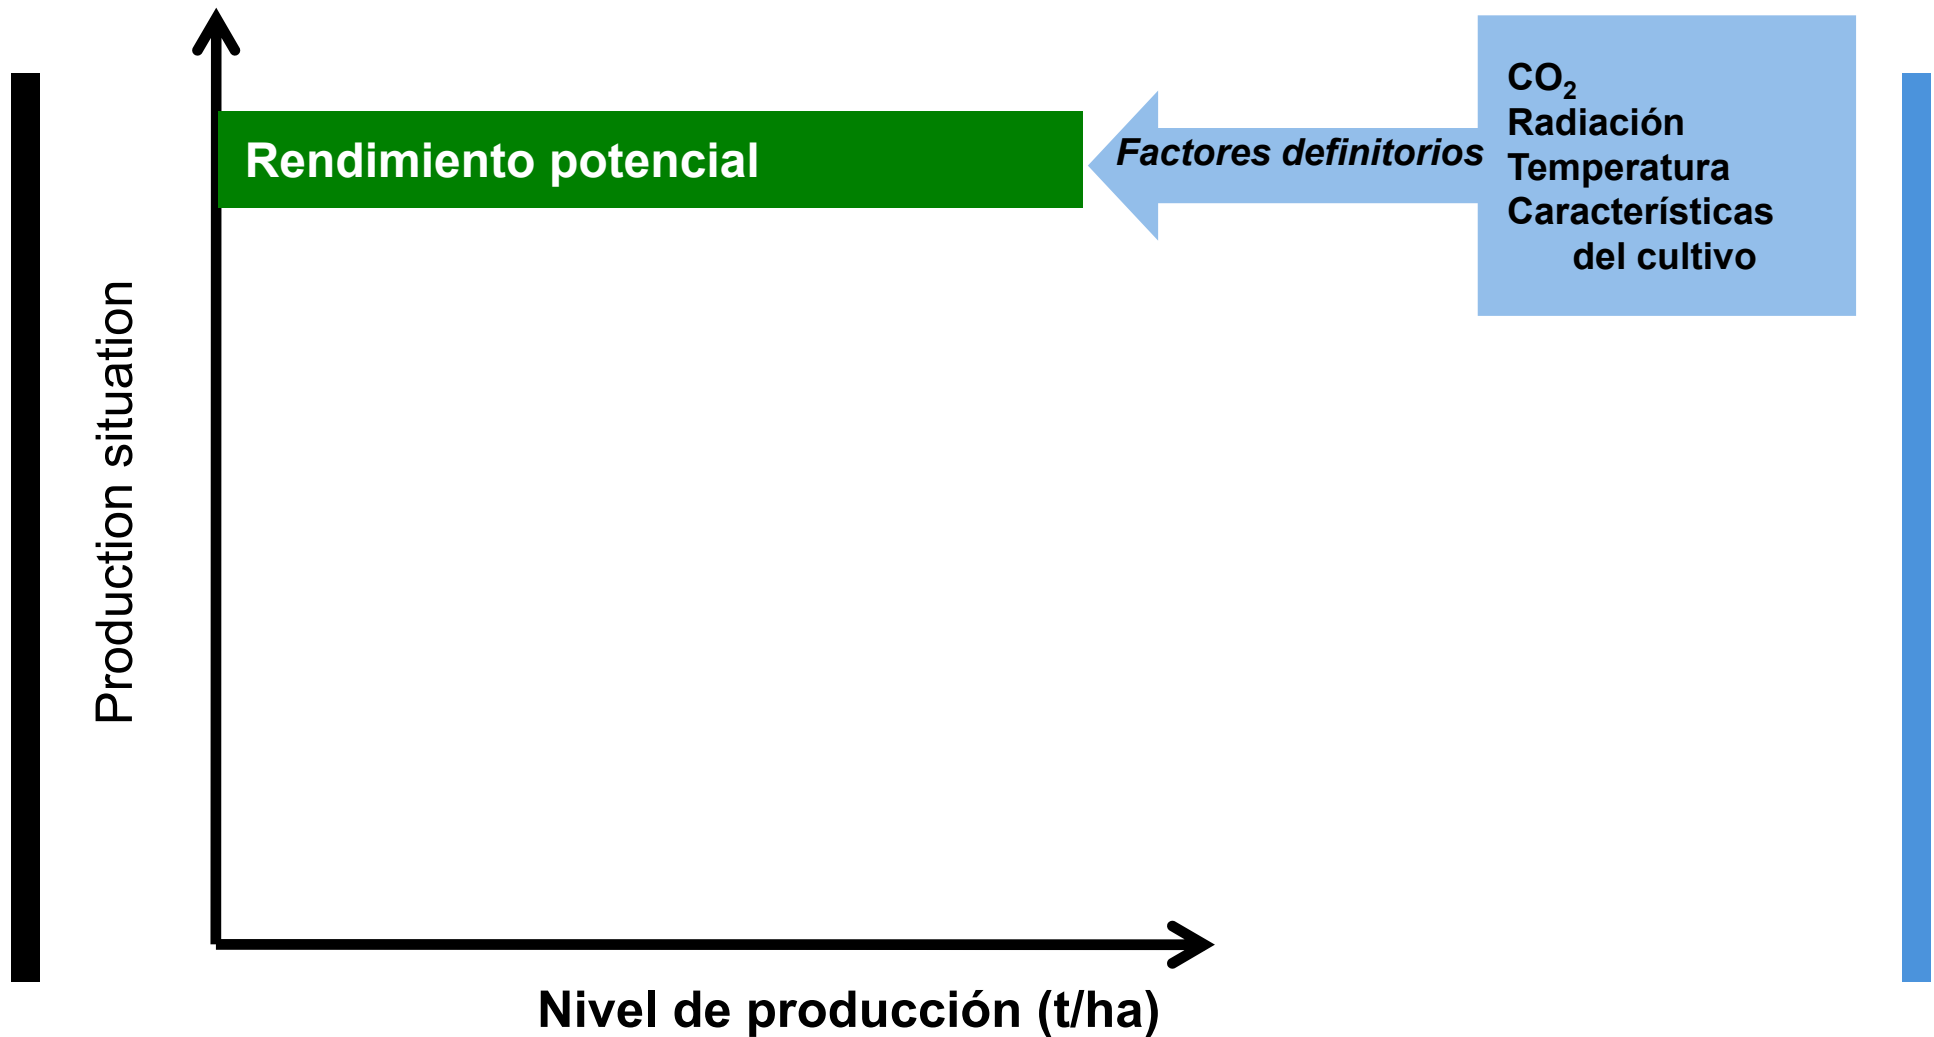 Production situation
Rendimiento potencial
Factores definitorios
CO₂
Radiación
Temperatura
Características
del cultivo
Nivel de producción (t/ha)